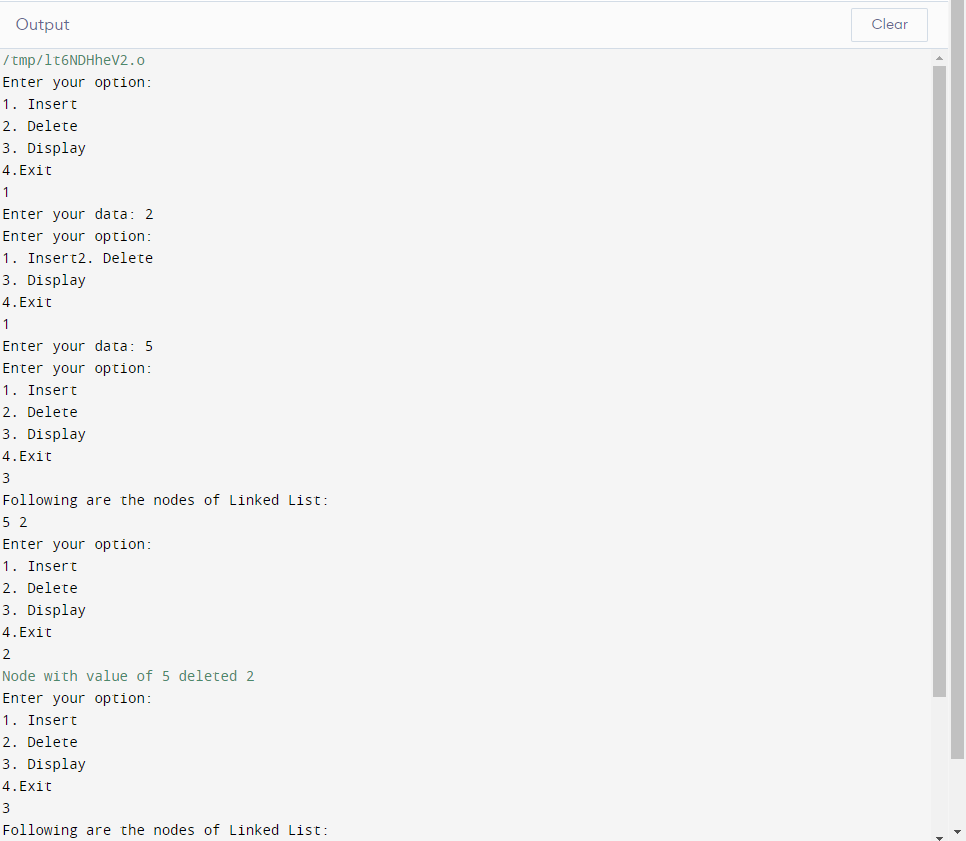 Output
Clear
/tmp/lt6NDHheV2.o
Enter your option:
1. Insert
2. Delete
3. Display
4.Exit
1
Enter your data: 2
Enter your option:
1. Insert2. Delete
3. Display
4.Exit
1
Enter your data: 5
Enter your option:
1. Insert
2. Delete
3. Display
4.Exit
3
Following are the nodes of Linked List:
5 2
Enter your option:
1. Insert
2. Delete
3. Display
4.Exit
2
Node with value of 5 deleted 2
Enter your option:
1. Insert
2. Delete
3. Display
4.Exit
3
Following are the nodes of Linked List: